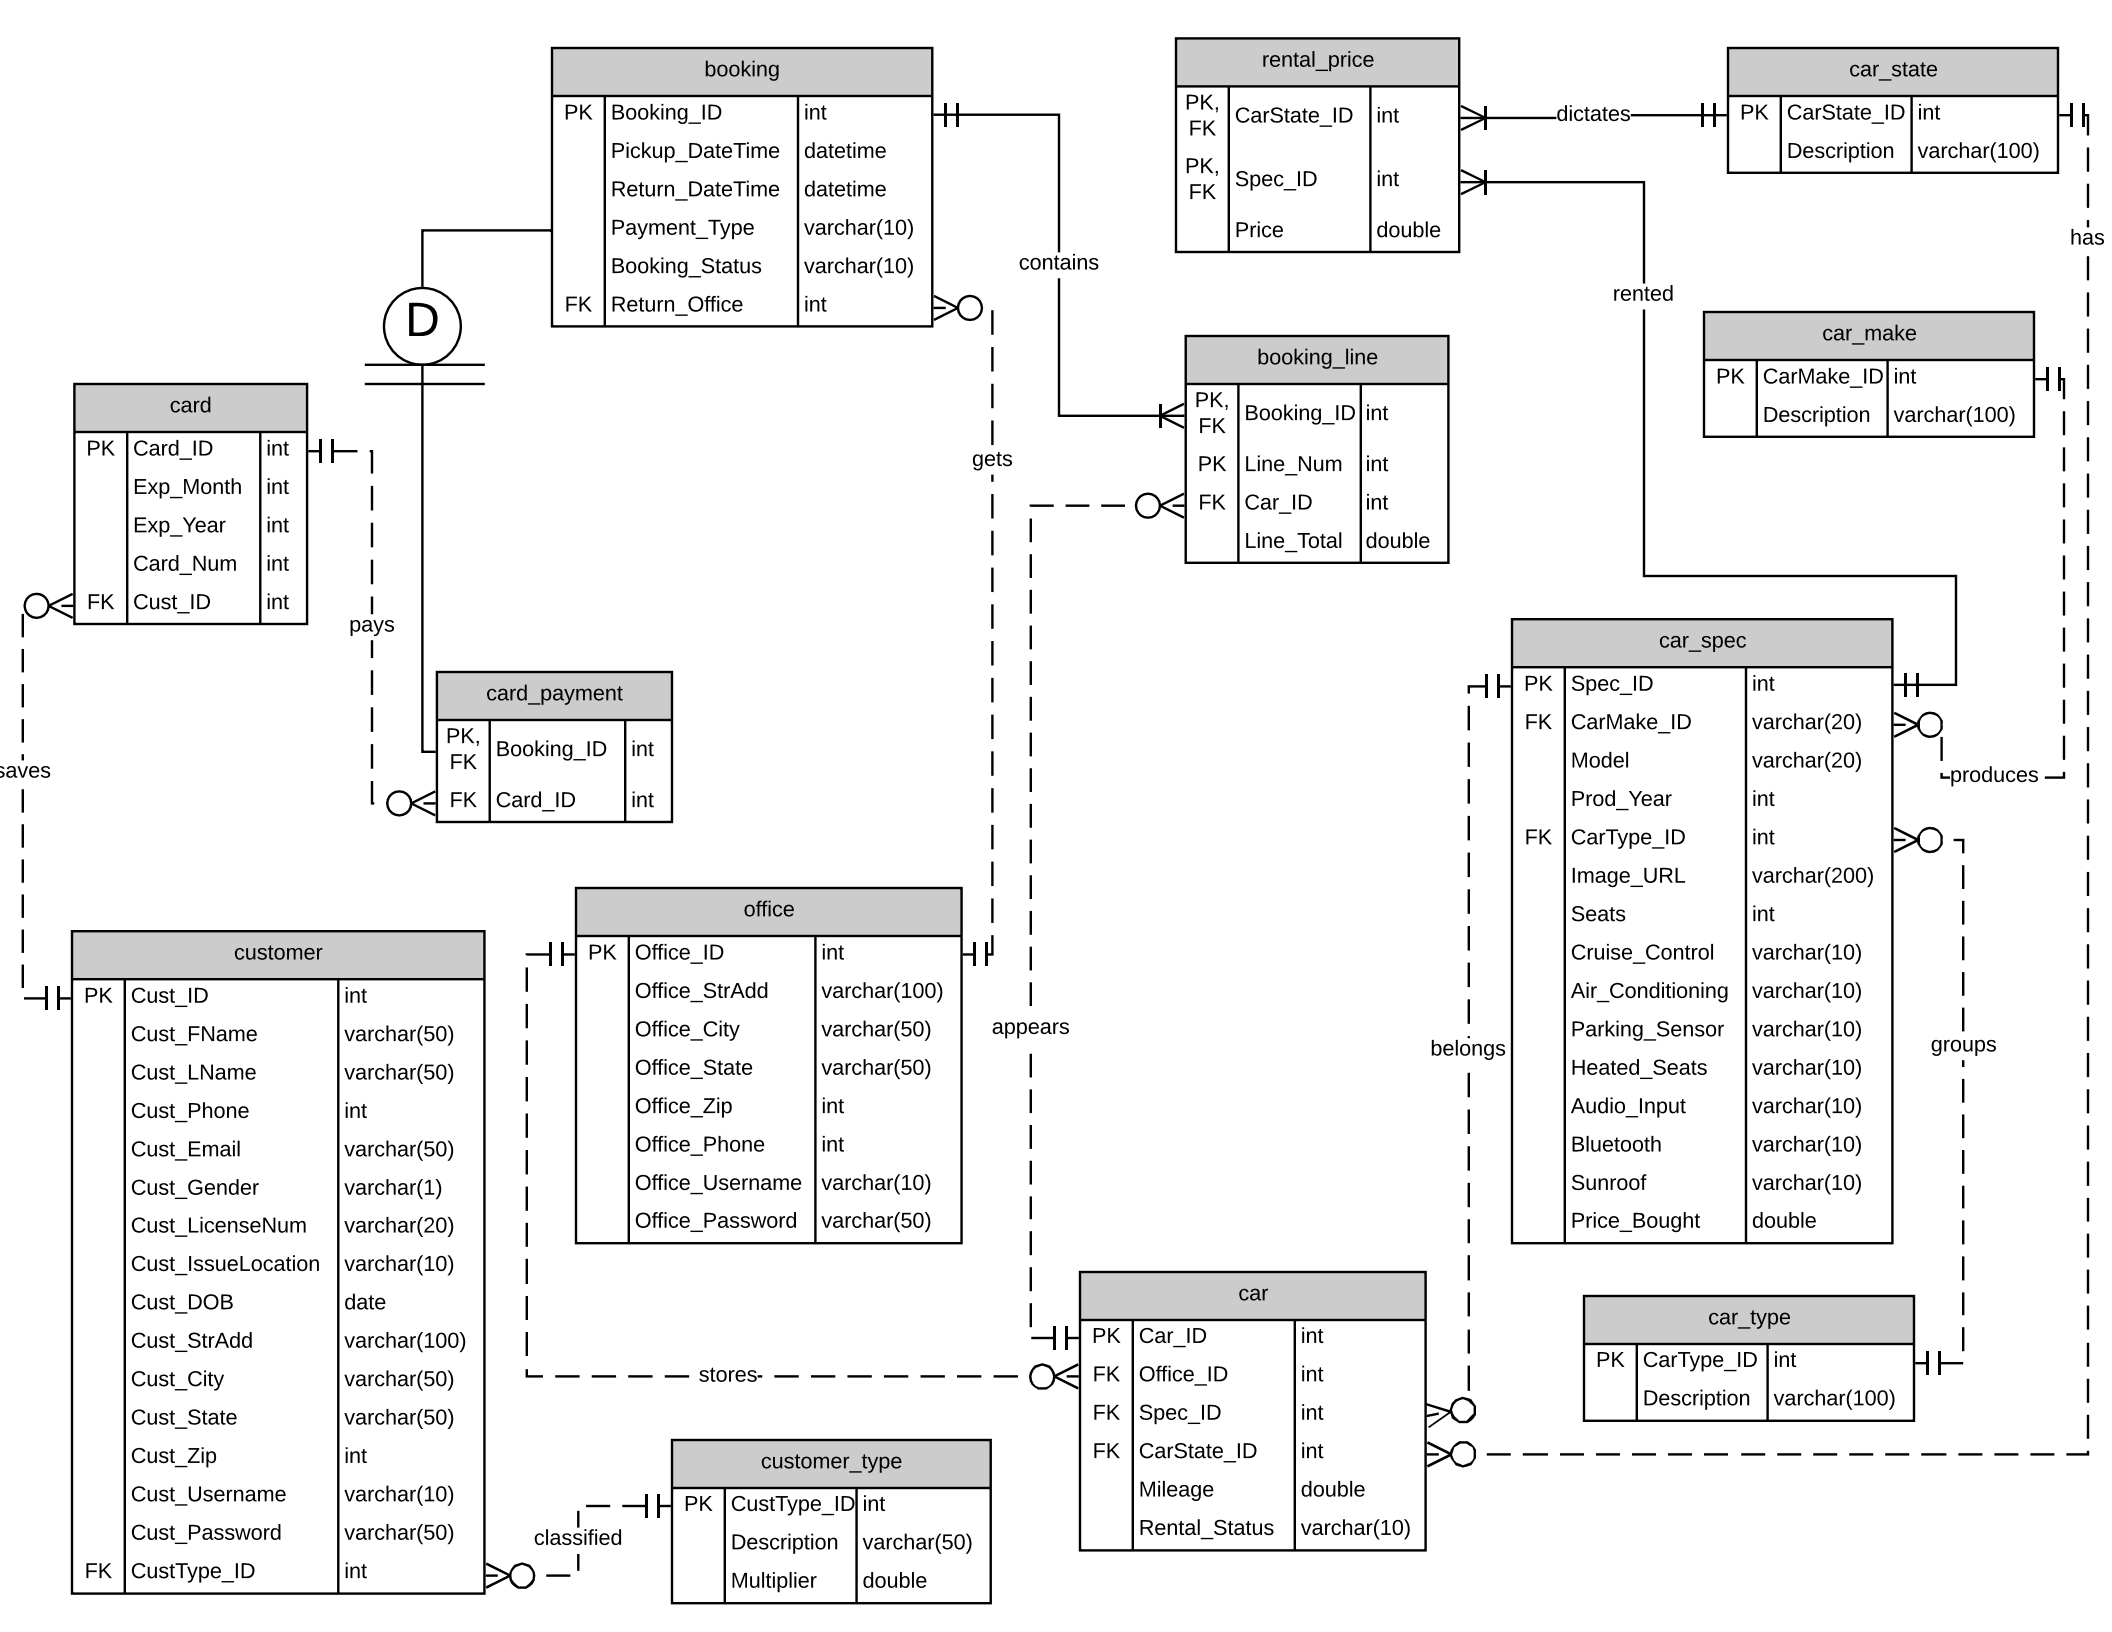 booking
PK Booking_ID int
Pickup_DateTime datetime
Return_DateTime datetime
Payment_Type varchar(10)
Booking_Status varchar(10)
FK Return_Office int
rental_price
PK,
FK CarState_ID int
PK,
FK Spec_ID int
Price double
dictates
car_state
PK CarState_ID int
Description varchar(100)
has
contains
rented
D
car_make
PK CarMake_ID int
Description varchar(100)
booking_line
PK,
FK Booking_ID int
PK Line_Num int
FK Car_ID int
Line_Total double
card
PK Card_ID int
Exp_Month int
Exp_Year int
Card_Num int
FK Cust_ID int
gets
pays
saves
card_payment
PK,
FK Booking_ID int
FK Card_ID int
car_spec
PK Spec_ID int
FK CarMake_ID varchar(20)
Model varchar(20)
Prod_Year int
FK CarType_ID int
Image_URL varchar(200)
Seats int
Cruise_Control varchar(10)
Air_Conditioning varchar(10)
Parking_Sensor varchar(10)
Heated_Seats varchar(10)
Audio_Input varchar(10)
Bluetooth varchar(10)
Sunroof varchar(10)
Price_Bought double
produces
groups
belongs
appears
office
PK Office_ID int
Office_StrAdd varchar(100)
Office_City varchar(50)
Office_State varchar(50)
Office_Zip int
Office_Phone int
Office_Username varchar(10)
Office_Password varchar(50)
customer
PK Cust_ID int
Cust_FName varchar(50)
Cust_LName varchar(50)
Cust_Phone int
Cust_Email varchar(50)
Cust_Gender varchar(1)
Cust_LicenseNum varchar(20)
Cust_IssueLocation varchar(10)
Cust_DOB date
Cust_StrAdd varchar(100)
Cust_City varchar(50)
Cust_State varchar(50)
Cust_Zip int
Cust_Username varchar(10)
Cust_Password varchar(50)
FK CustType_ID int
stores
car
PK Car_ID int
FK Office_ID int
FK Spec_ID int
FK CarState_ID int
Mileage double
Rental_Status varchar(10)
car_type
PK CarType_ID int
Description varchar(100)
classified
customer_type
PK CustType_ID int
Description varchar(50)
Multiplier double